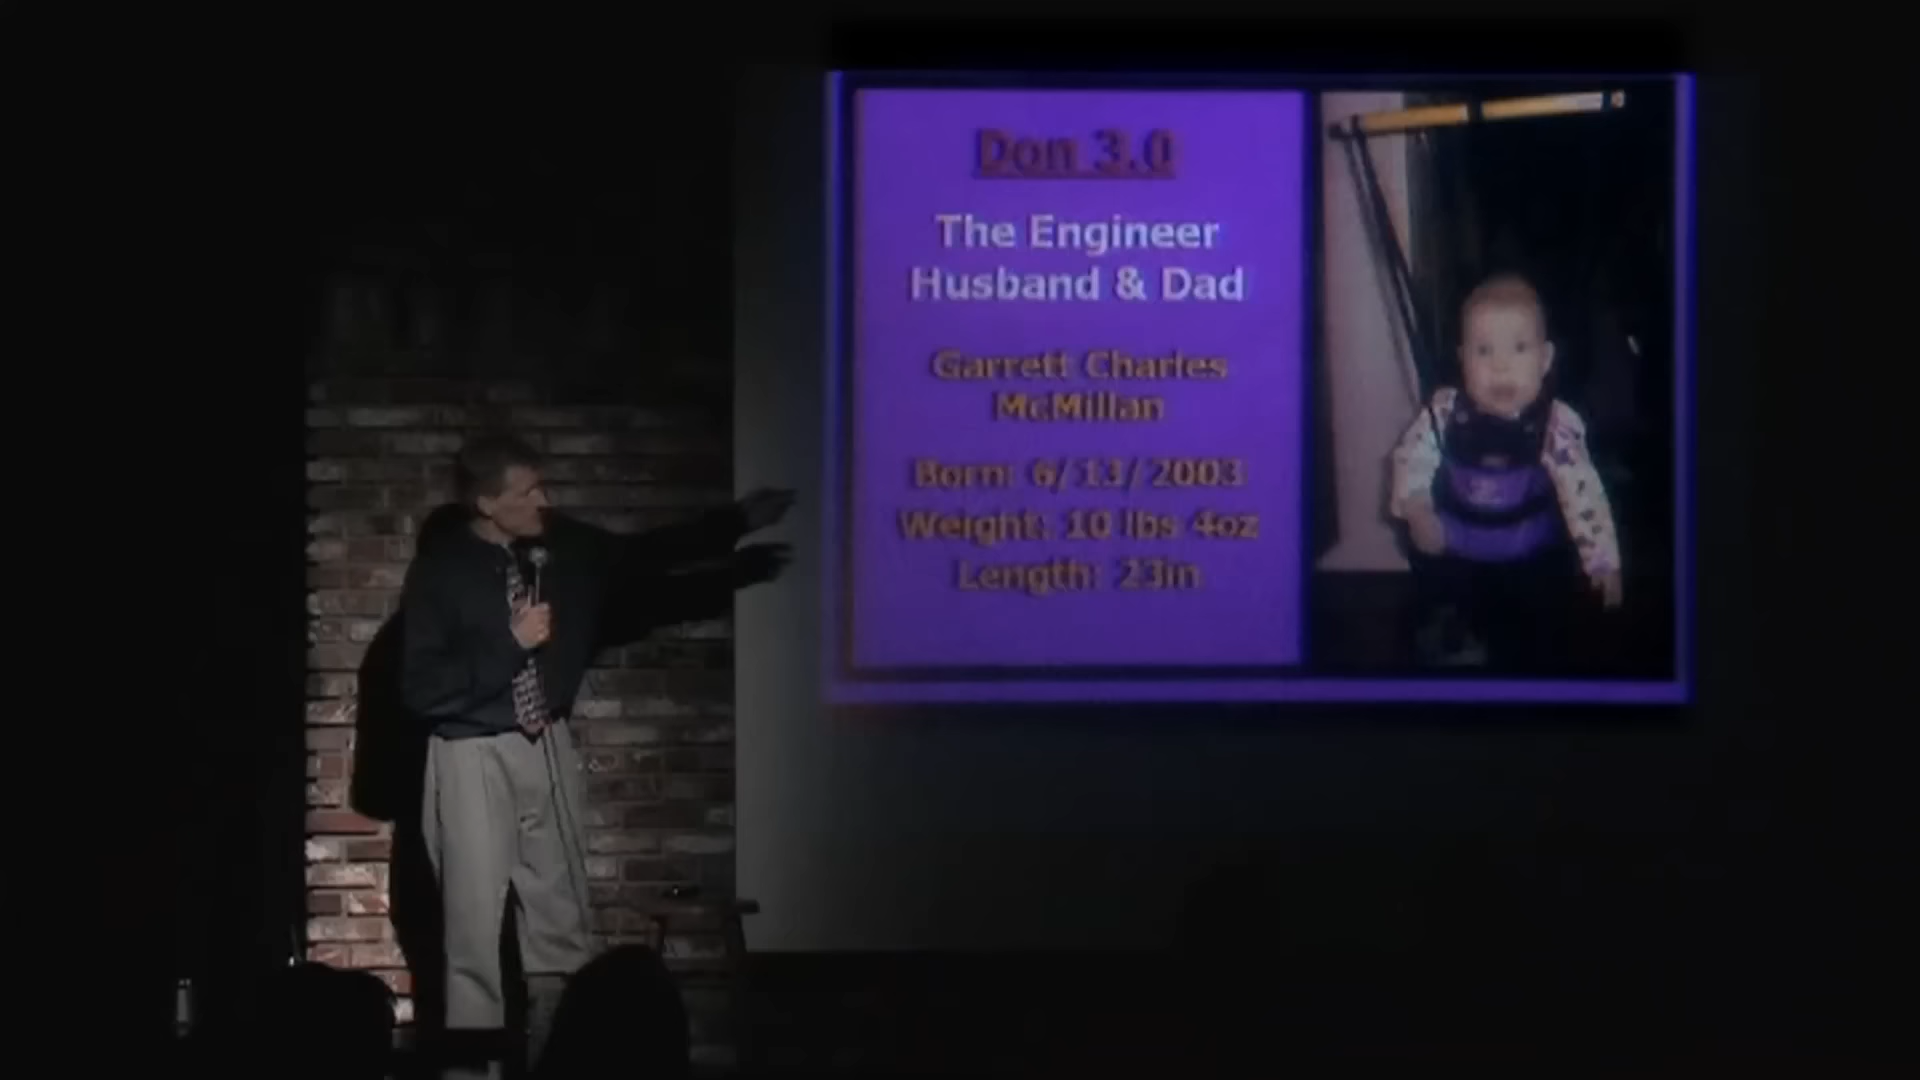 Don 3.0
The Engineer
Husband & Dad
Garrett Charles
McMillan
Born: 6/13/2003
Weight: 10 lbs 4oz
Length: 23in